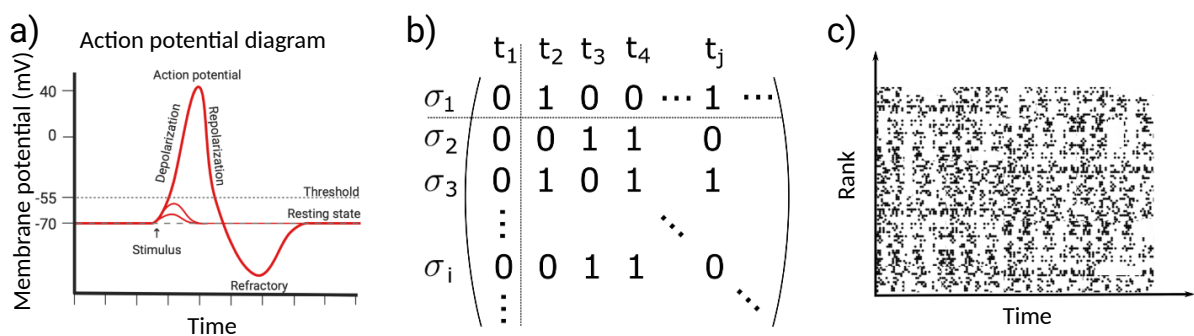 a)
Action potential diagram
Membrane potential (mV)
Action potential
40
0
-55
-70
Depolarization
Repolarization
Threshold
Resting state
↑
Stimulus
Refractory
Time
b)
t1 t2 t3 t4 tj
σ1 0 1 0 0 ... 1 ...
σ2 0 0 1 1 0
σ3 0 1 0 1 1
⋮ ⋱
σi 0 0 1 1 0
⋮ ⋱
c)
Rank
Time